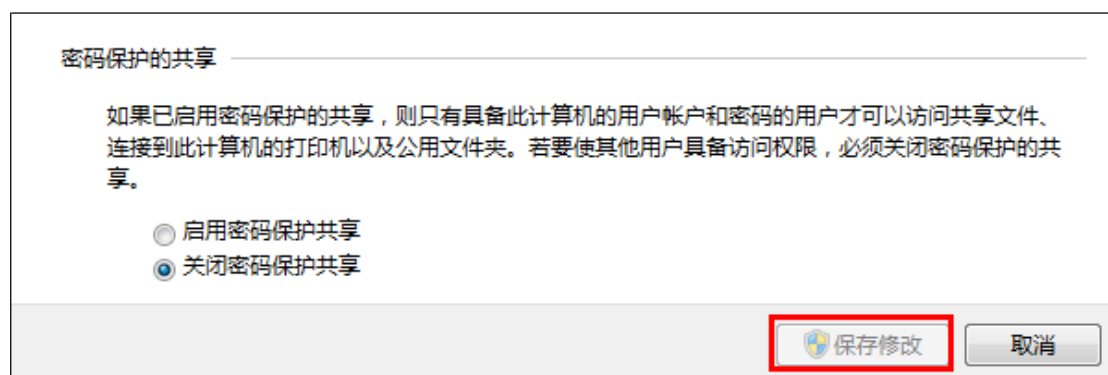 密码保护的共享
如果已启用密码保护的共享，则只有具备此计算机的用户帐户和密码的用户才可以访问共享文件、
连接到此计算机的打印机以及公用文件夹。若要使其他用户具备访问权限，必须关闭密码保护的共
享。
启用密码保护共享
关闭密码保护共享
保存修改 取消